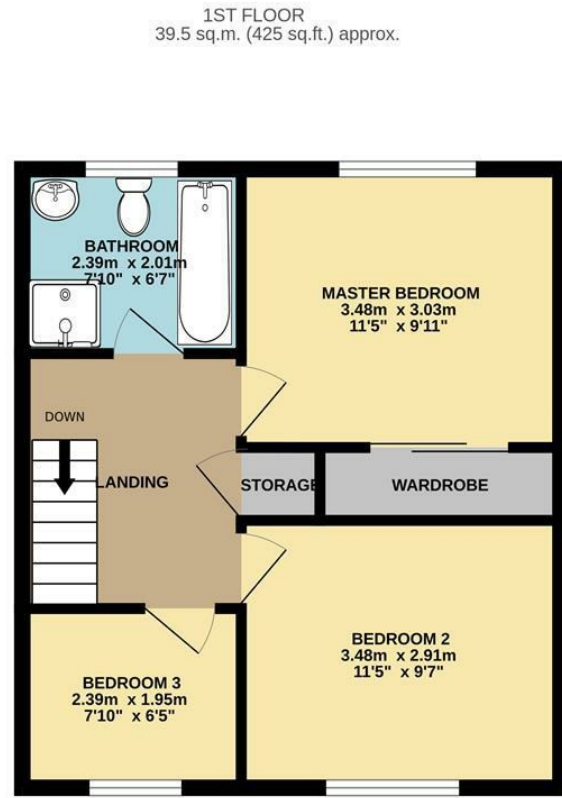 1ST FLOOR
39.5 sq.m. (425 sq.ft.) approx.
BATHROOM
2.39m x 2.01m
7'10" x 6'7"
MASTER BEDROOM
3.48m x 3.03m
11'5" x 9'11"
DOWN
LANDING
STORAGE
WARDROBE
BEDROOM 2
3.48m x 2.91m
11'5" x 9'7"
BEDROOM 3
2.39m x 1.95m
7'10" x 6'5"